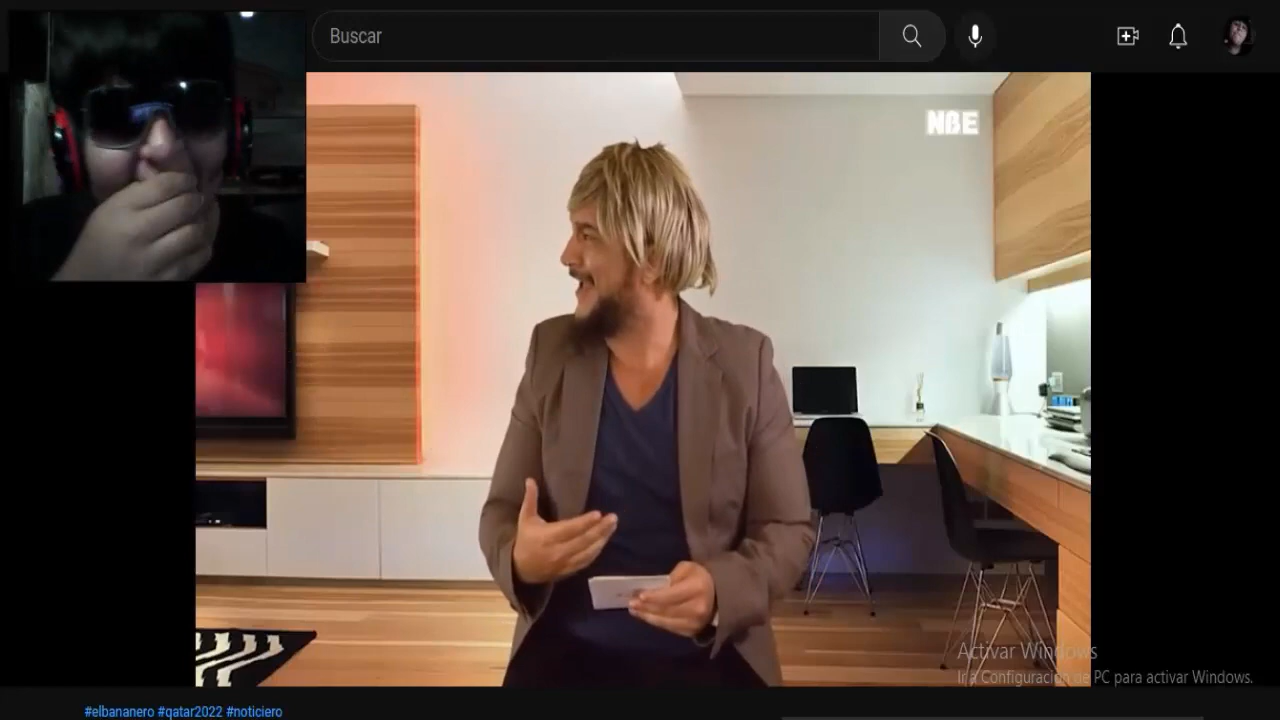 Buscar
NBE
Activar Windows
Ir a Configuración de PC para activar Windows.
#elbananero #qatar2022 #noticiero